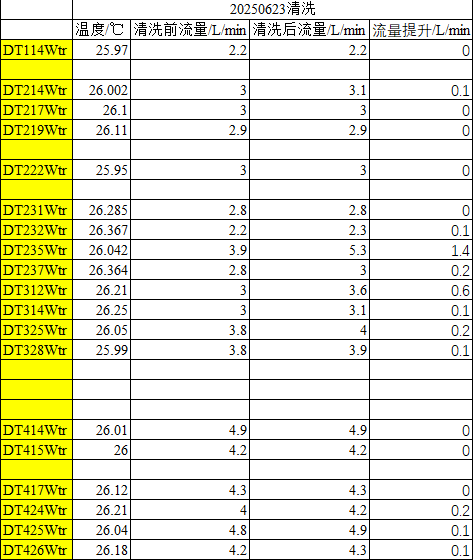 20250623清洗
温度/℃ 清洗前流量/L/min 清洗后流量/L/min 流量提升/L/min
DT114Wtr 25.97 2.2 2.2 0
DT214Wtr 26.002 3 3.1 0.1
DT217Wtr 26.1 3 3 0
DT219Wtr 26.11 2.9 2.9 0
DT222Wtr 25.95 3 3 0
DT231Wtr 26.285 2.8 2.8 0
DT232Wtr 26.367 2.2 2.3 0.1
DT235Wtr 26.042 3.9 5.3 1.4
DT237Wtr 26.364 2.8 3 0.2
DT312Wtr 26.21 3 3.6 0.6
DT314Wtr 26.25 3 3.1 0.1
DT325Wtr 26.05 3.8 4 0.2
DT328Wtr 25.99 3.8 3.9 0.1
DT414Wtr 26.01 4.9 4.9 0
DT415Wtr 26 4.2 4.2 0
DT417Wtr 26.12 4.3 4.3 0
DT424Wtr 26.21 4 4.2 0.2
DT425Wtr 26.04 4.8 4.9 0.1
DT426Wtr 26.18 4.2 4.3 0.1